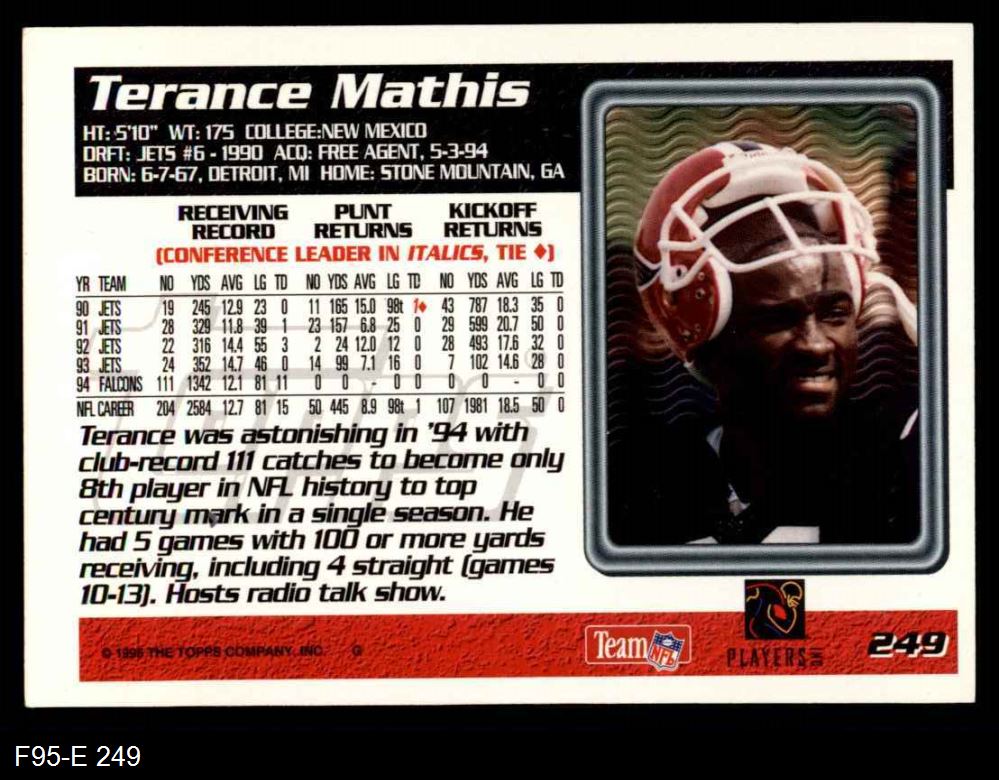 Terance Mathis
HT: 5'10" WT: 175 COLLEGE:NEW MEXICO
DRFT: JETS #6 - 1990 ACQ: FREE AGENT, 5-3-94
BORN: 6-7-67, DETROIT, MI HOME: STONE MOUNTAIN, GA
RECEIVING RECORD PUNT RETURNS KICKOFF RETURNS
(CONFERENCE LEADER IN ITALICS, TIE ♦)
YR TEAM NO YDS AVG LG TD NO YDS AVG LG TD NO YDS AVG LG TD
90 JETS 19 245 12.9 23 0 11 165 15.0 98t 1♦ 43 787 18.3 35 0
91 JETS 28 329 11.8 39 1 23 157 6.8 25 0 29 599 20.7 50 0
92 JETS 22 316 14.4 55 3 2 24 12.0 12 0 28 493 17.6 32 0
93 JETS 24 352 14.7 46 0 14 99 7.1 16 0 7 102 14.6 28 0
94 FALCONS 111 1342 12.1 81 11 0 0 - 0 0 0 0 - 0 0
NFL CAREER 204 2584 12.7 81 15 50 445 8.9 98t 1 107 1981 18.5 50 0
Terance was astonishing in '94 with
club-record 111 catches to become only
8th player in NFL history to top
century mark in a single season. He
had 5 games with 100 or more yards
receiving, including 4 straight (games
10-13). Hosts radio talk show.
© 1995 THE TOPPS COMPANY, INC. G
Team NFL
PLAYERS INC
249
F95-E 249